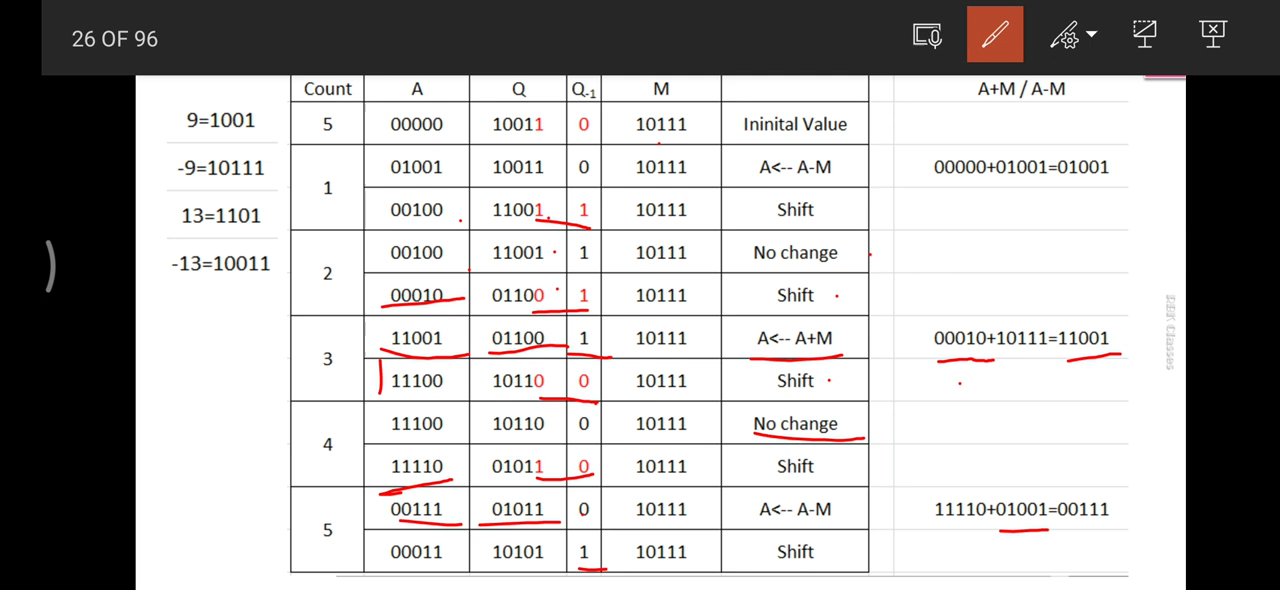 26 OF 96
Count A Q Q-1 M A+M / A-M
9=1001
-9=10111
13=1101
-13=10011
5 00000 10011 0 10111 Ininital Value
1 01001 10011 0 10111 A<-- A-M 00000+01001=01001
00100 11001 1 10111 Shift
2 00100 11001 1 10111 No change
00010 01100 1 10111 Shift
3 11001 01100 1 10111 A<-- A+M 00010+10111=11001
11100 10110 0 10111 Shift
4 11100 10110 0 10111 No change
11110 01011 0 10111 Shift
5 00111 01011 0 10111 A<-- A-M 11110+01001=00111
00011 10101 1 10111 Shift